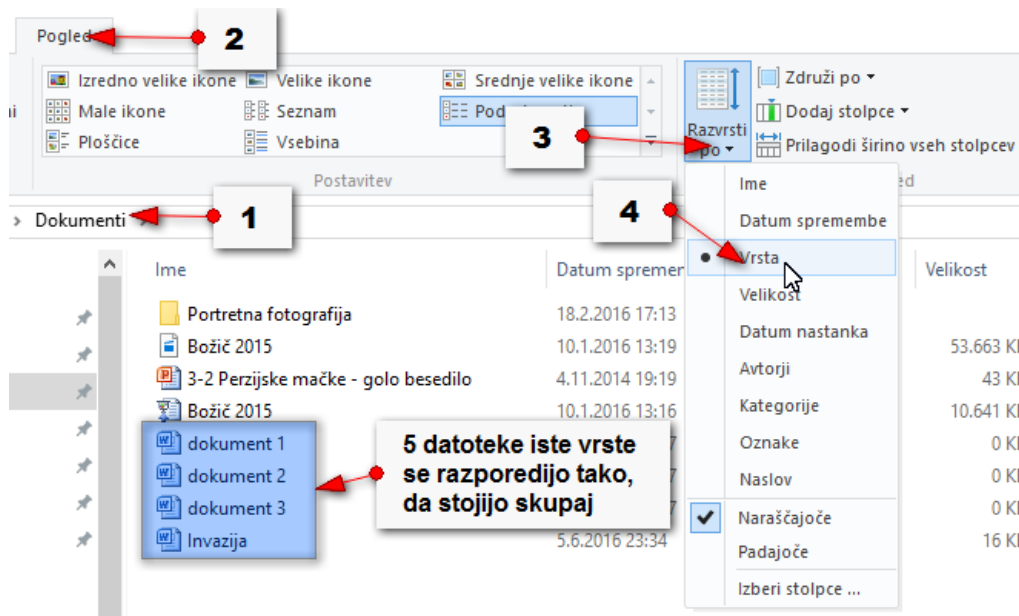 Pogled
2
Izredno velike ikone
Velike ikone
Srednje velike ikone
Male ikone
Seznam
Ploščice
Vsebina
Postavitev
3
Razvrsti
po
Združi po
Dodaj stolpce
Prilagodi širino vseh stolpcev
Dokumenti
1
4
Ime
Datum spremembe
Vrsta
Velikost
Datum nastanka
Avtorji
Kategorije
Oznake
Naslov
Naraščajoče
Padajoče
Izberi stolpce ...
Ime
Velikost
Portretna fotografija 18.2.2016 17:13
Božič 2015 10.1.2016 13:19 53.663
3-2 Perzijske mačke - golo besedilo 4.11.2014 19:19 43
Božič 2015 10.1.2016 13:16 10.641
dokument 1 0
dokument 2 0
dokument 3 0
Invazija 5.6.2016 23:34 16
5 datoteke iste vrste
se razporedijo tako,
da stojijo skupaj